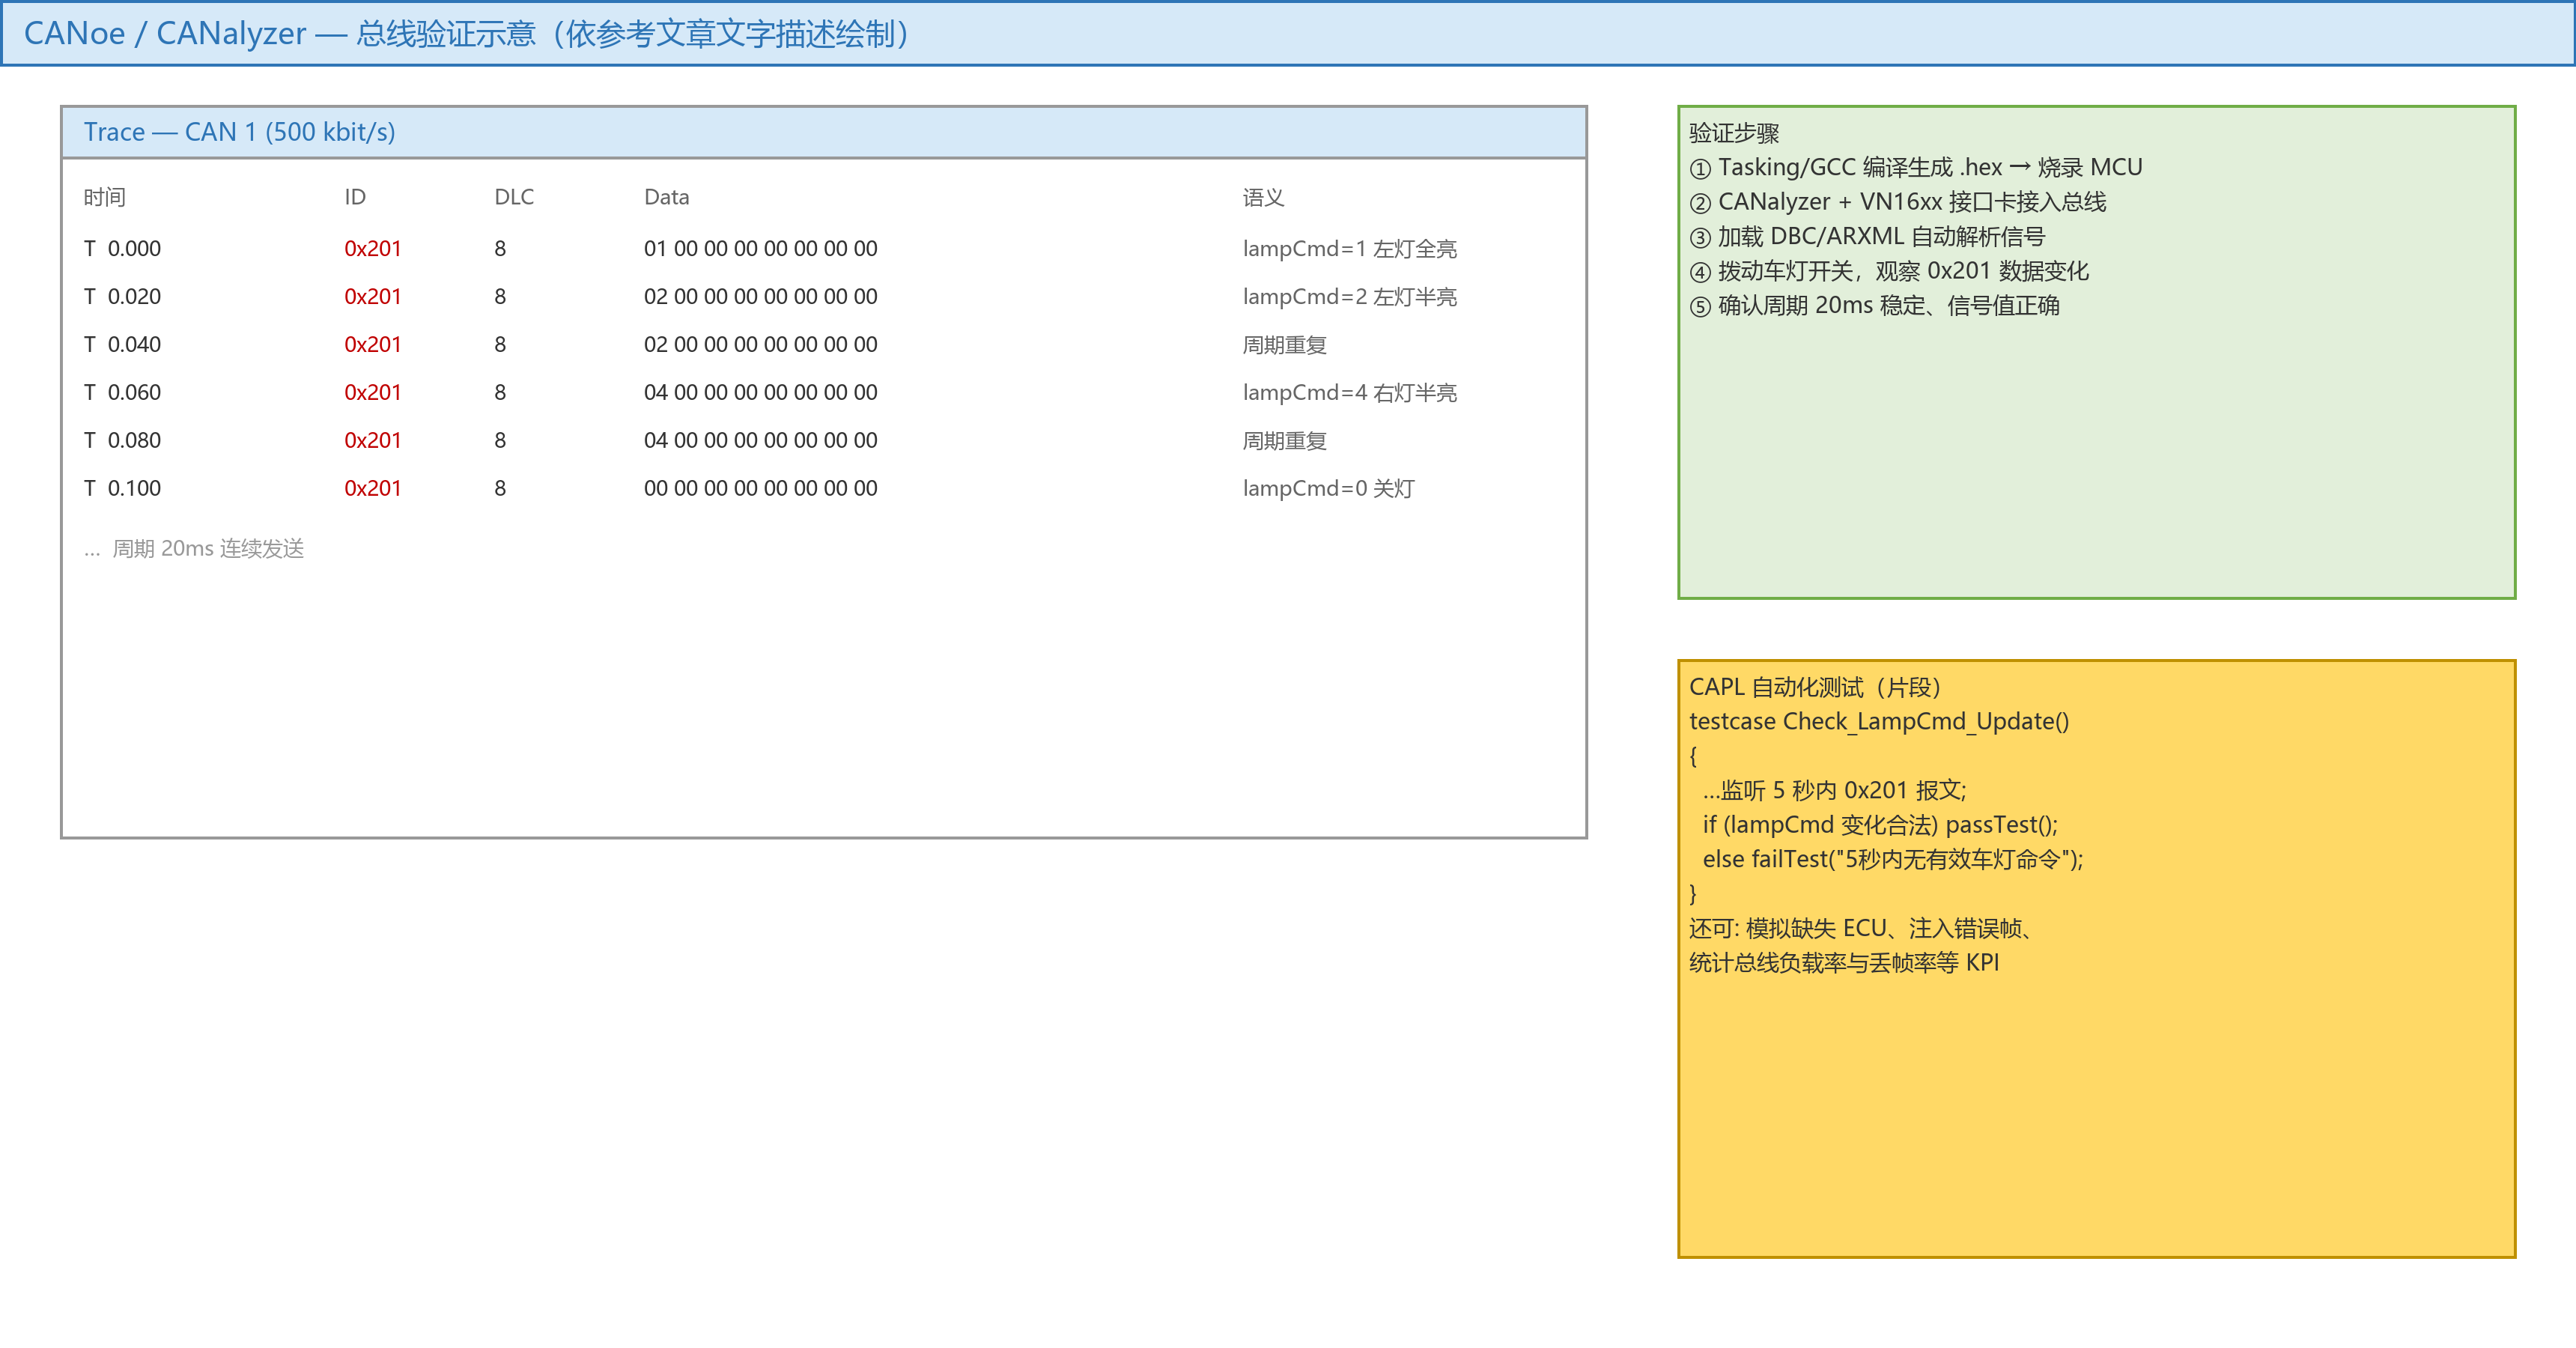 CANoe / CANalyzer — 总线验证示意（依参考文章文字描述绘制）
Trace — CAN 1 (500 kbit/s)
时间 ID DLC Data 语义
T 0.000 0x201 8 01 00 00 00 00 00 00 00 lampCmd=1 左灯全亮
T 0.020 0x201 8 02 00 00 00 00 00 00 00 lampCmd=2 左灯半亮
T 0.040 0x201 8 02 00 00 00 00 00 00 00 周期重复
T 0.060 0x201 8 04 00 00 00 00 00 00 00 lampCmd=4 右灯半亮
T 0.080 0x201 8 04 00 00 00 00 00 00 00 周期重复
T 0.100 0x201 8 00 00 00 00 00 00 00 00 lampCmd=0 关灯
... 周期 20ms 连续发送
验证步骤
① Tasking/GCC 编译生成 .hex → 烧录 MCU
② CANalyzer + VN16xx 接口卡接入总线
③ 加载 DBC/ARXML 自动解析信号
④ 拨动车灯开关，观察 0x201 数据变化
⑤ 确认周期 20ms 稳定、信号值正确
CAPL 自动化测试（片段）
testcase Check_LampCmd_Update()
{
...监听 5 秒内 0x201 报文;
if (lampCmd 变化合法) passTest();
else failTest("5秒内无有效车灯命令");
}
还可: 模拟缺失 ECU、注入错误帧、
统计总线负载率与丢帧率等 KPI